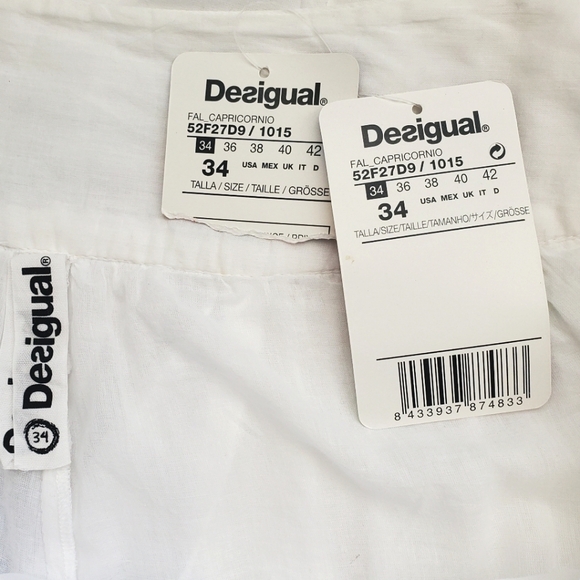 Desigual®
FAL_CAPRICORNIO
52F27D9 / 1015
34 36 38 40 42
34 USA MEX UK IT D
TALLA / SIZE / TAILLE / GRÖSSE
Desigual®
FAL_CAPRICORNIO
52F27D9 / 1015
34 36 38 40 42
34 USA MEX UK IT D
TALLA/SIZE/TAILLE/TAMANHO/サイズ/GRÖSSE
8 433937 874833
Desigual®
34